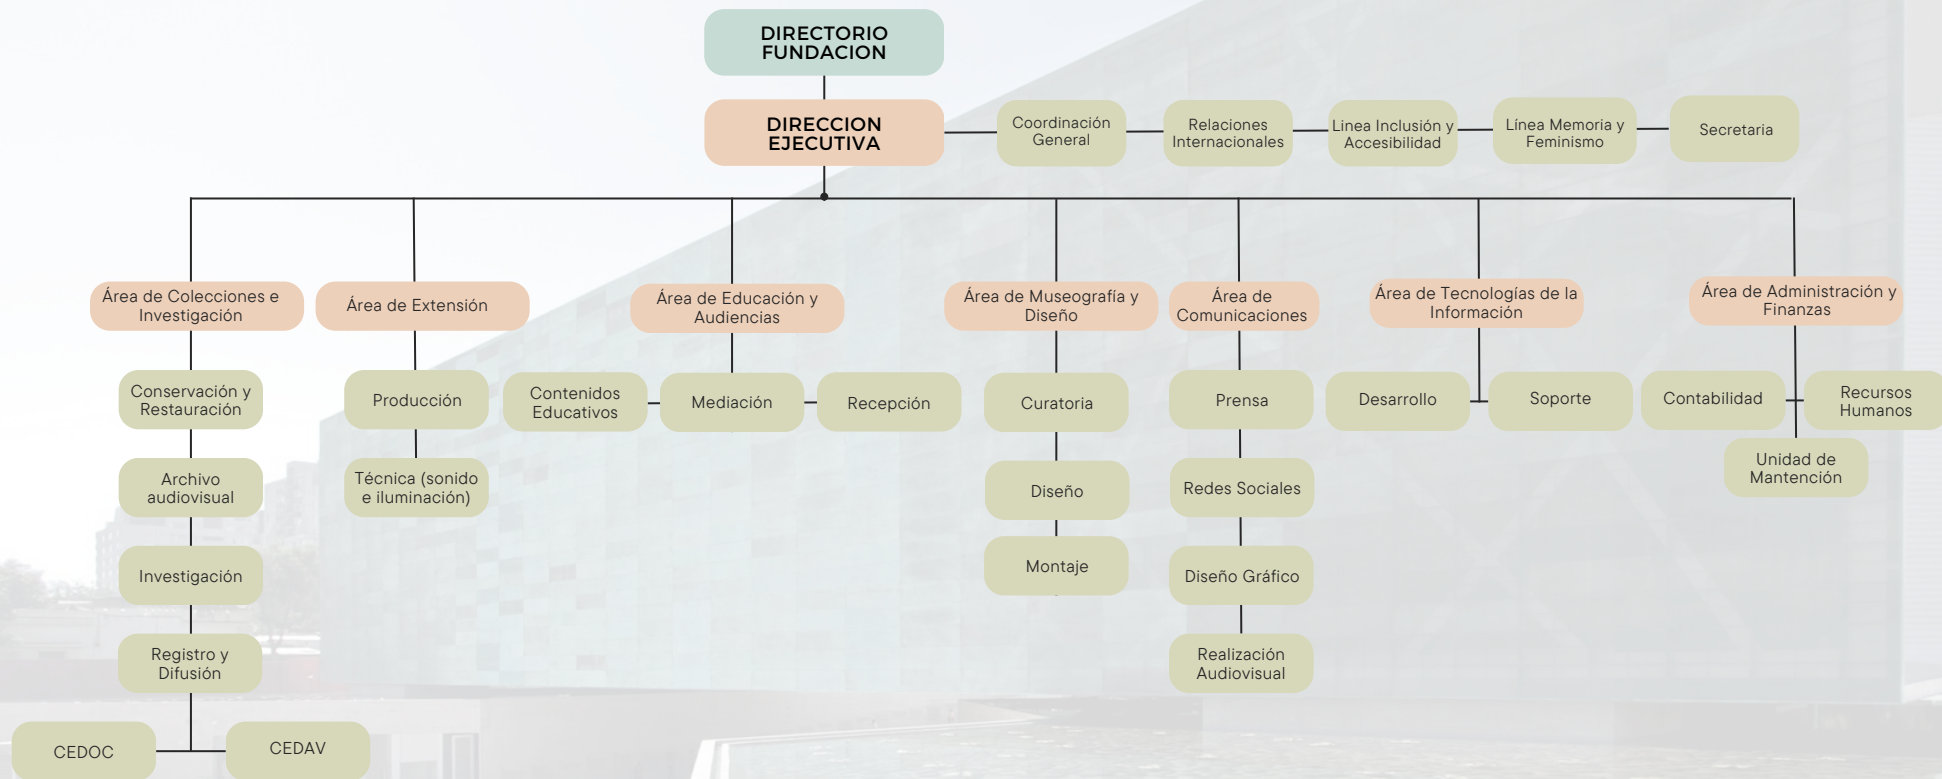 DIRECTORIO
FUNDACION
DIRECCION
EJECUTIVA
Coordinación
General
Relaciones
Internacionales
Linea Inclusión y
Accesibilidad
Línea Memoria y
Feminismo
Secretaria
Área de Colecciones e
Investigación
Área de Extensión
Área de Educación y
Audiencias
Área de Museografía y
Diseño
Área de
Comunicaciones
Área de Tecnologías de la
Información
Área de Administración y
Finanzas
Conservación y
Restauración
Producción
Contenidos
Educativos
Mediación
Recepción
Curatoria
Prensa
Desarrollo
Soporte
Contabilidad
Recursos
Humanos
Archivo
audiovisual
Técnica (sonido
e iluminación)
Diseño
Redes Sociales
Unidad de
Mantención
Investigación
Montaje
Diseño Gráfico
Registro y
Difusión
Realización
Audiovisual
CEDOC
CEDAV